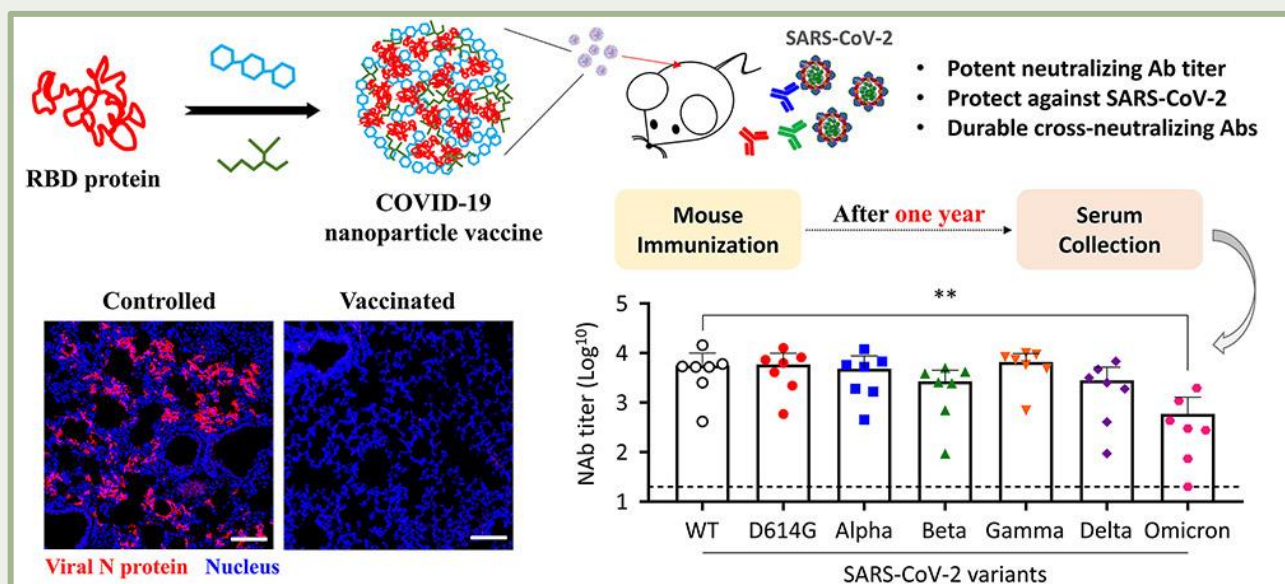 RBD protein
COVID-19
nanoparticle vaccine
SARS-CoV-2
• Potent neutralizing Ab titer
• Protect against SARS-CoV-2
• Durable cross-neutralizing Abs
Mouse
Immunization
After one year
Serum
Collection
Controlled
Vaccinated
Viral N protein Nucleus
**
NAb titer (Log¹⁰)
5
4
3
2
1
WT D614G Alpha Beta Gamma Delta Omicron
SARS-CoV-2 variants